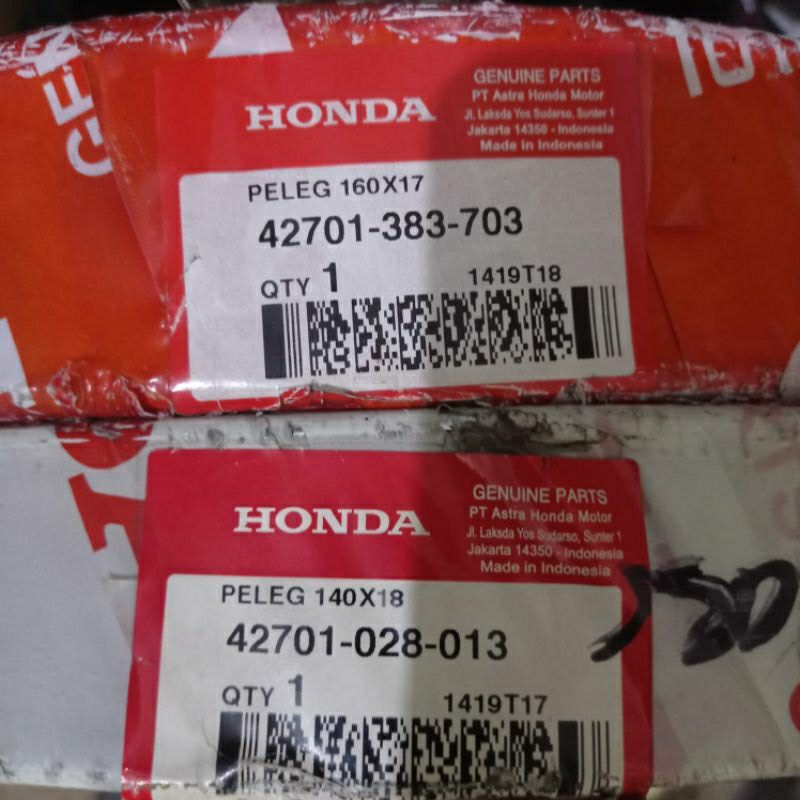 GEN
HONDA
GENUINE PARTS
PT Astra Honda Motor
Jl. Laksda Yos Sudarso, Sunter 1
Jakarta 14350 - Indonesia
Made in Indonesia
PELEG 160X17
42701-383-703
QTY 1
1419T18
HONDA
GENUINE PARTS
PT Astra Honda Motor
Jl. Laksda Yos Sudarso, Sunter 1
Jakarta 14350 - Indonesia
Made in Indonesia
PELEG 140X18
42701-028-013
QTY 1
1419T17